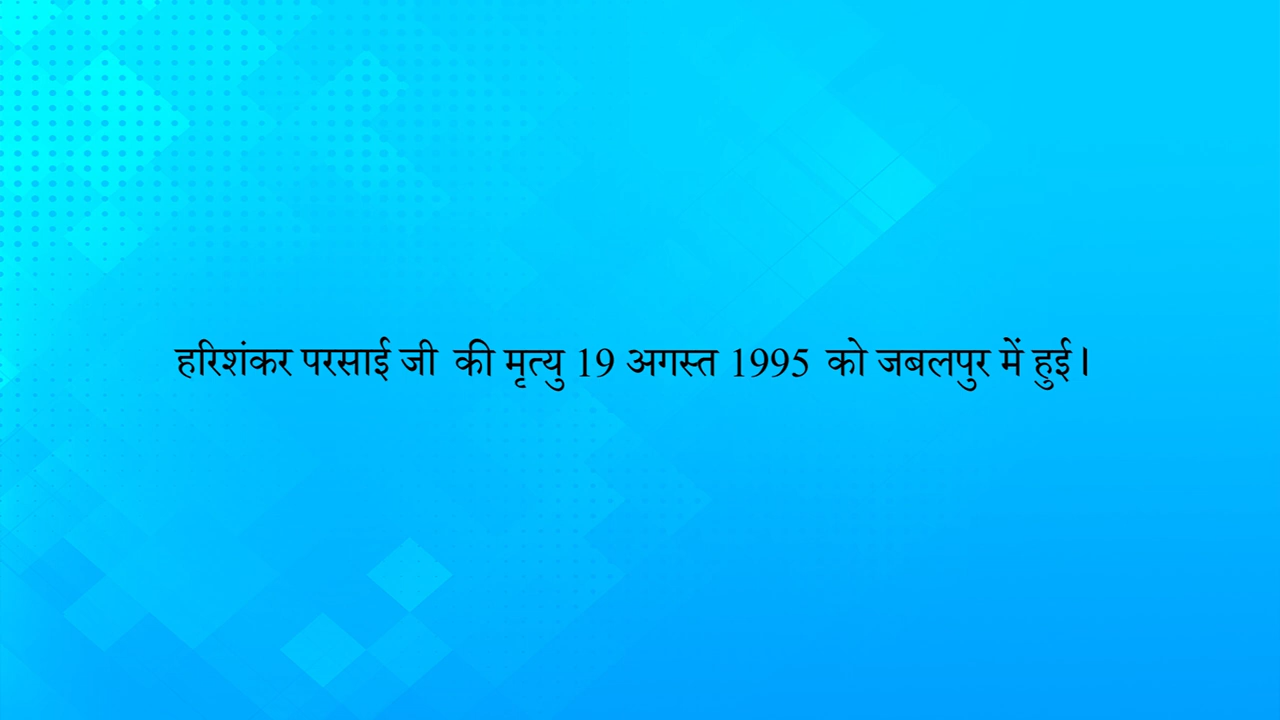 हरिशंकर परसाई जी की मृत्यु 19 अगस्त 1995 को जबलपुर में हुई।